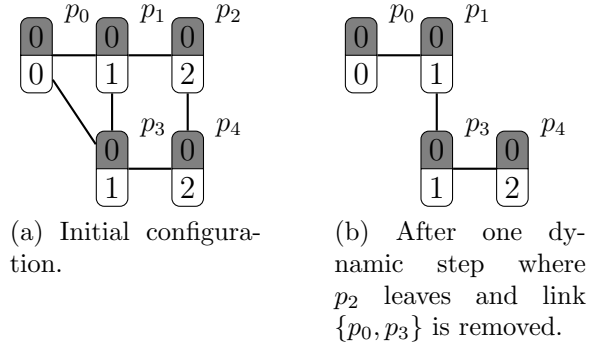 p₀ p₁ p₂
0 0 0
0 1 2
p₃ p₄
0 0
1 2
(a) Initial configura-
tion.
p₀ p₁
0 0
0 1
p₃ p₄
0 0
1 2
(b) After one dy-
namic step where
p₂ leaves and link
{p₀, p₃} is removed.